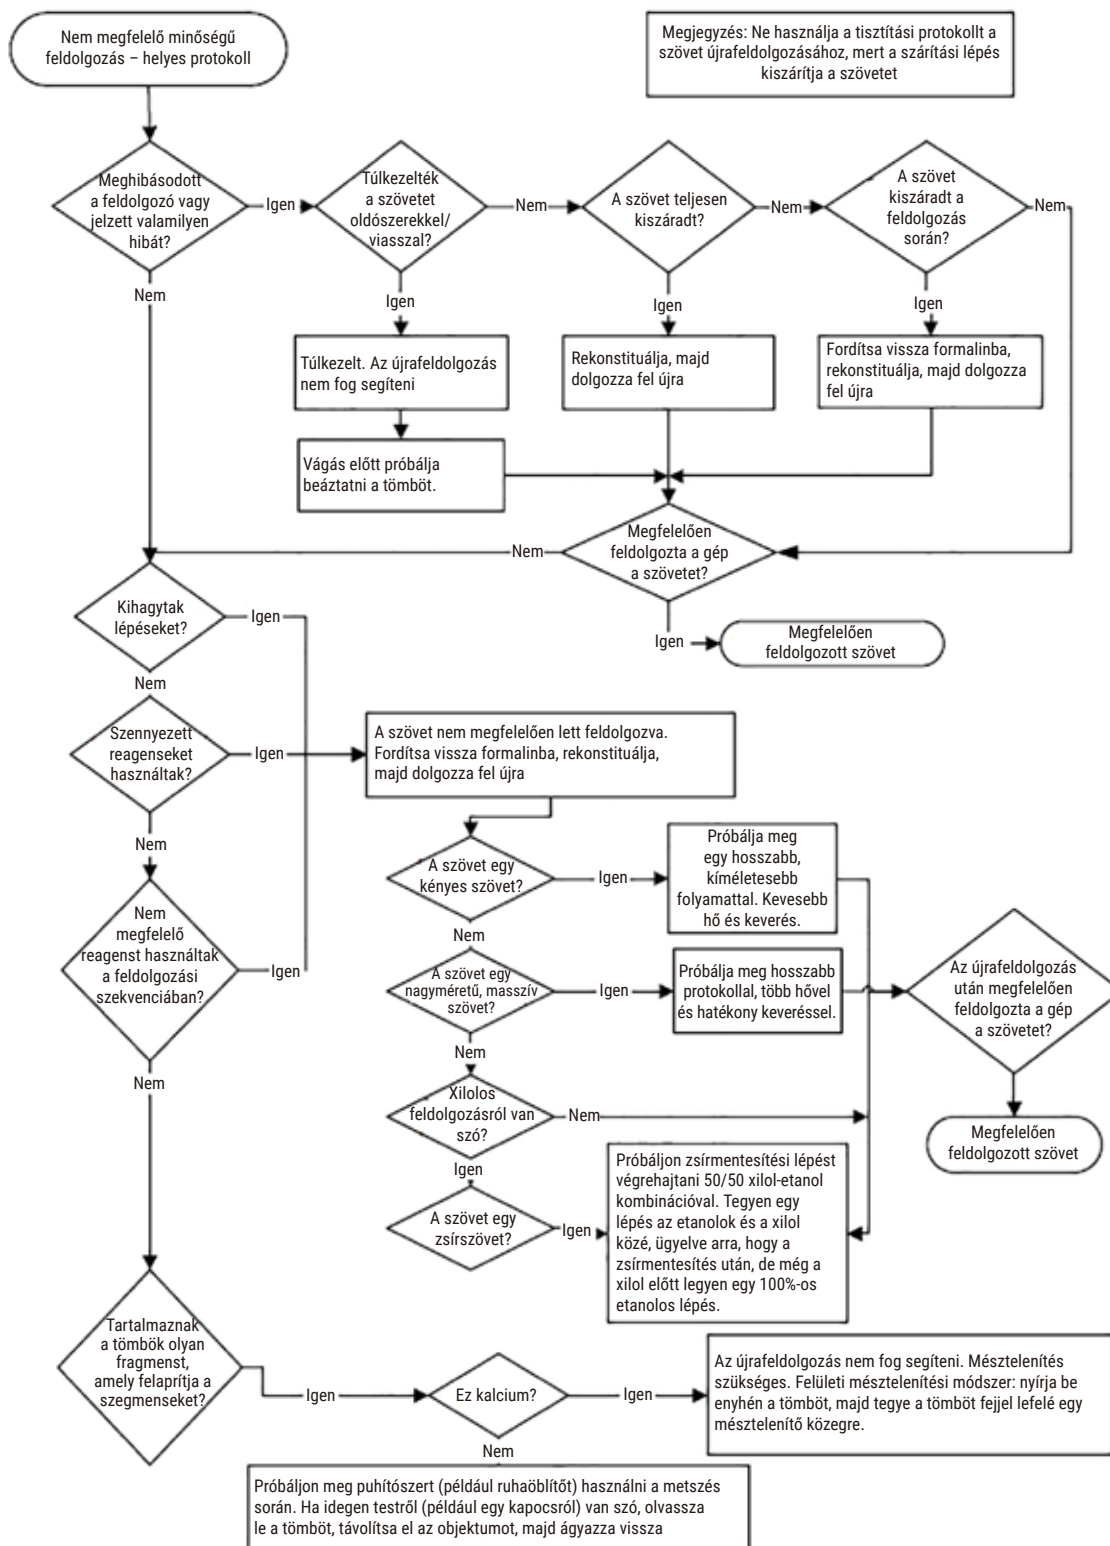 Nem megfelelő minőségű
feldolgozás – helyes protokoll
Megjegyzés: Ne használja a tisztítási protokollt a
szövet újrafeldolgozásához, mert a szárítási lépés
kiszárítja a szövetet
Meghibásodott
a feldolgozó vagy
jelzett valamilyen
hibát?
Igen
Túlkezelték
a szövetet
oldószerekkel/
viasszal?
Nem
A szövet teljesen
kiszáradt?
Nem
A szövet
kiszáradt a
feldolgozás
során?
Nem
Nem
Igen
Igen
Igen
Túlkezelt. Az újrafeldolgozás
nem fog segíteni
Rekonstituálja, majd
dolgozza fel újra
Fordítsa vissza formalinba,
rekonstituálja, majd dolgozza
fel újra
Vágás előtt próbálja
beáztatni a tömböt.
Megfelelően
feldolgozta a gép
a szövetet?
Nem
Igen
Megfelelően
feldolgozott szövet
Kihagytak
lépéseket?
Igen
Nem
Szennyezett
reagenseket
használtak?
Igen
A szövet nem megfelelően lett feldolgozva.
Fordítsa vissza formalinba, rekonstituálja,
majd dolgozza fel újra
Nem
Nem
megfelelő
reagenst használtak
a feldolgozási
szekvenciában?
Igen
Nem
A szövet egy
kényes szövet?
Igen
Próbálja meg
egy hosszabb,
kíméletesebb
folyamattal. Kevesebb
hő és keverés.
Nem
A szövet egy
nagyméretű, masszív
szövet?
Igen
Próbálja meg hosszabb
protokollal, több hővel
és hatékony keveréssel.
Az újrafeldolgozás
után megfelelően
feldolgozta a gép
a szövetet?
Nem
Xilolos
feldolgozásról van
szó?
Nem
Igen
Megfelelően
feldolgozott szövet
A szövet egy
zsírszövet?
Igen
Próbáljon zsírmentesítési lépést
végrehajtani 50/50 xilol-etanol
kombinációval. Tegyen egy
lépés az etanolok és a xilol
közé, ügyelve arra, hogy a
zsírmentesítés után, de még a
xilol előtt legyen egy 100%-os
etanolos lépés.
Tartalmaznak
a tömbök olyan
fragmenst,
amely felaprítja a
szegmenseket?
Igen
Ez kalcium?
Igen
Az újrafeldolgozás nem fog segíteni. Mésztelenítés
szükséges. Felületi mésztelenítési módszer: nyírja be
enyhén a tömböt, majd tegye a tömböt fejjel lefelé egy
mésztelenítő közegre.
Nem
Próbáljon meg puhítószert (például ruhaöblítőt) használni a metszés
során. Ha idegen testről (például egy kapocsról) van szó, olvassza
le a tömböt, távolítsa el az objektumot, majd ágyazza vissza